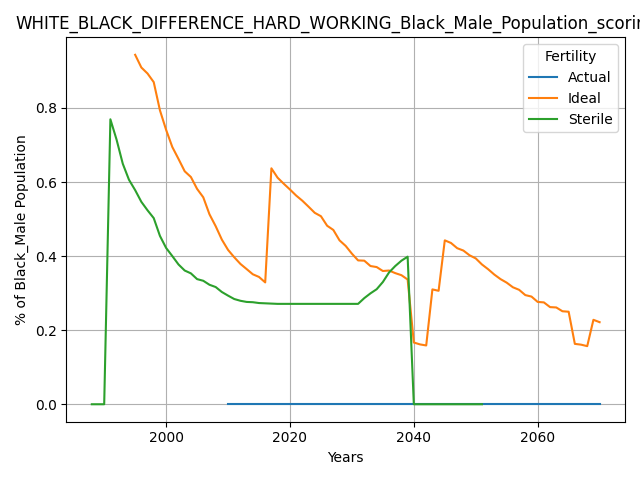 WHITE_BLACK_DIFFERENCE_HARD_WORKING_Black_Male_Population_scorin
Fertility
Actual
Ideal
Sterile
% of Black_Male Population
0.8
0.6
0.4
0.2
0.0
2000 2020 2040 2060
Years